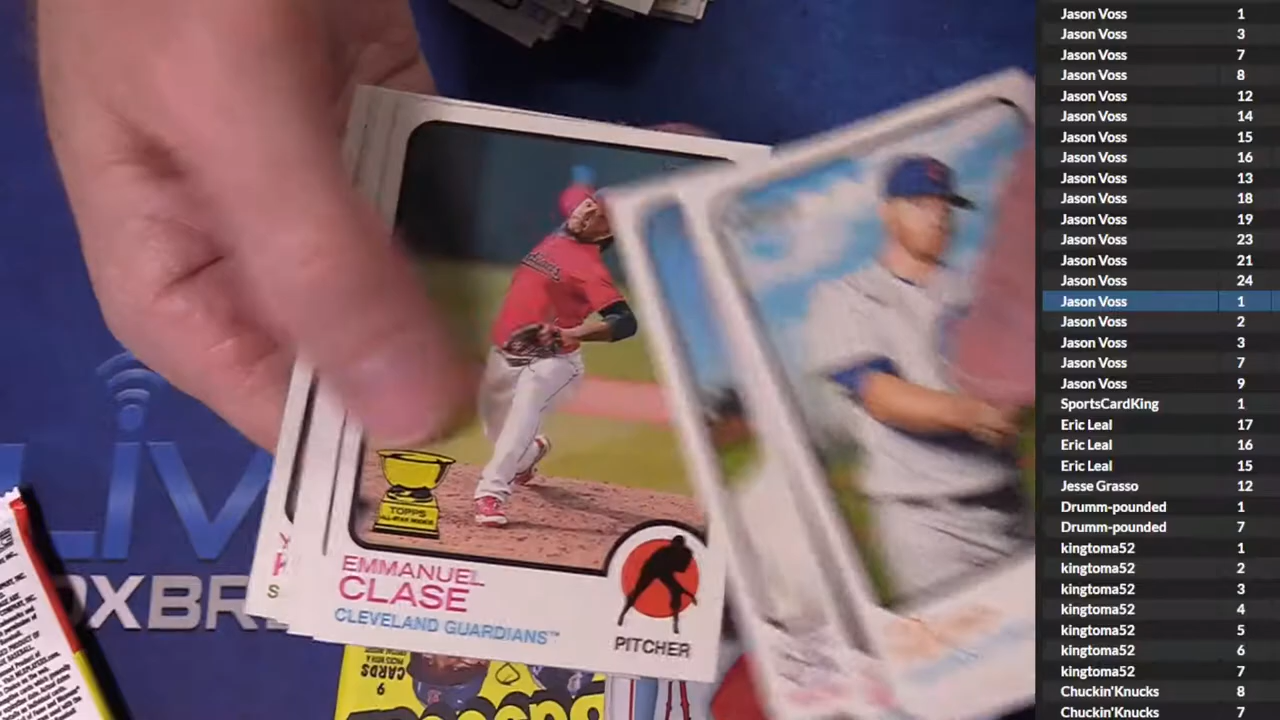 EMMANUEL
CLASE
CLEVELAND GUARDIANS™
PITCHER
TOPPS
ALL-STAR ROOKIE
CARDS
9
LIV
OXBR
Jason Voss 1
Jason Voss 3
Jason Voss 7
Jason Voss 8
Jason Voss 12
Jason Voss 14
Jason Voss 15
Jason Voss 16
Jason Voss 13
Jason Voss 18
Jason Voss 19
Jason Voss 23
Jason Voss 21
Jason Voss 24
Jason Voss 1
Jason Voss 2
Jason Voss 3
Jason Voss 7
Jason Voss 9
SportsCardKing 1
Eric Leal 17
Eric Leal 16
Eric Leal 15
Jesse Grasso 12
Drumm-pounded 1
Drumm-pounded 7
kingtoma52 1
kingtoma52 2
kingtoma52 3
kingtoma52 4
kingtoma52 5
kingtoma52 6
kingtoma52 7
Chuckin'Knucks 8
Chuckin'Knucks 7